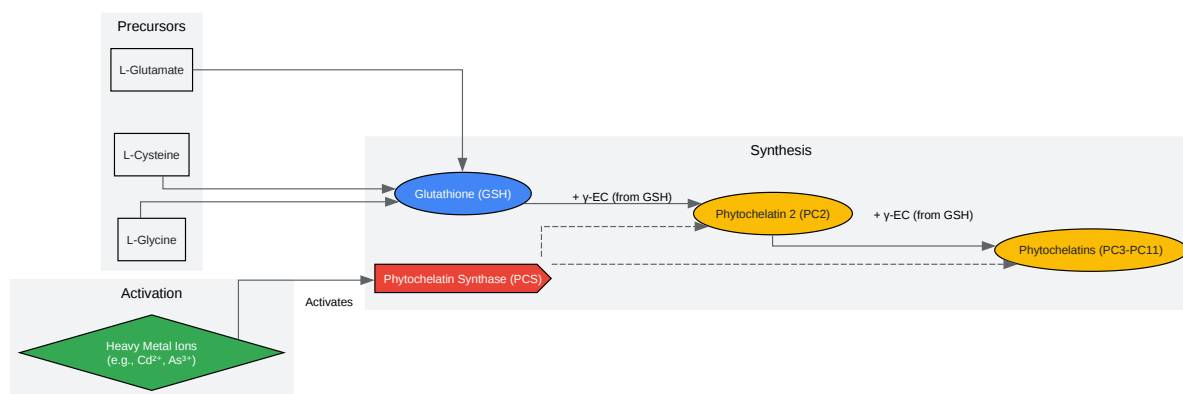 Precursors
L-Glutamate
L-Cysteine
L-Glycine
Synthesis
Glutathione (GSH)
+ γ-EC (from GSH)
Phytochelatin 2 (PC2)
+ γ-EC (from GSH)
Phytochelatins (PC3-PC11)
Phytochelatin Synthase (PCS)
Activation
Activates
Heavy Metal Ions
(e.g., Cd²⁺, As³⁺)